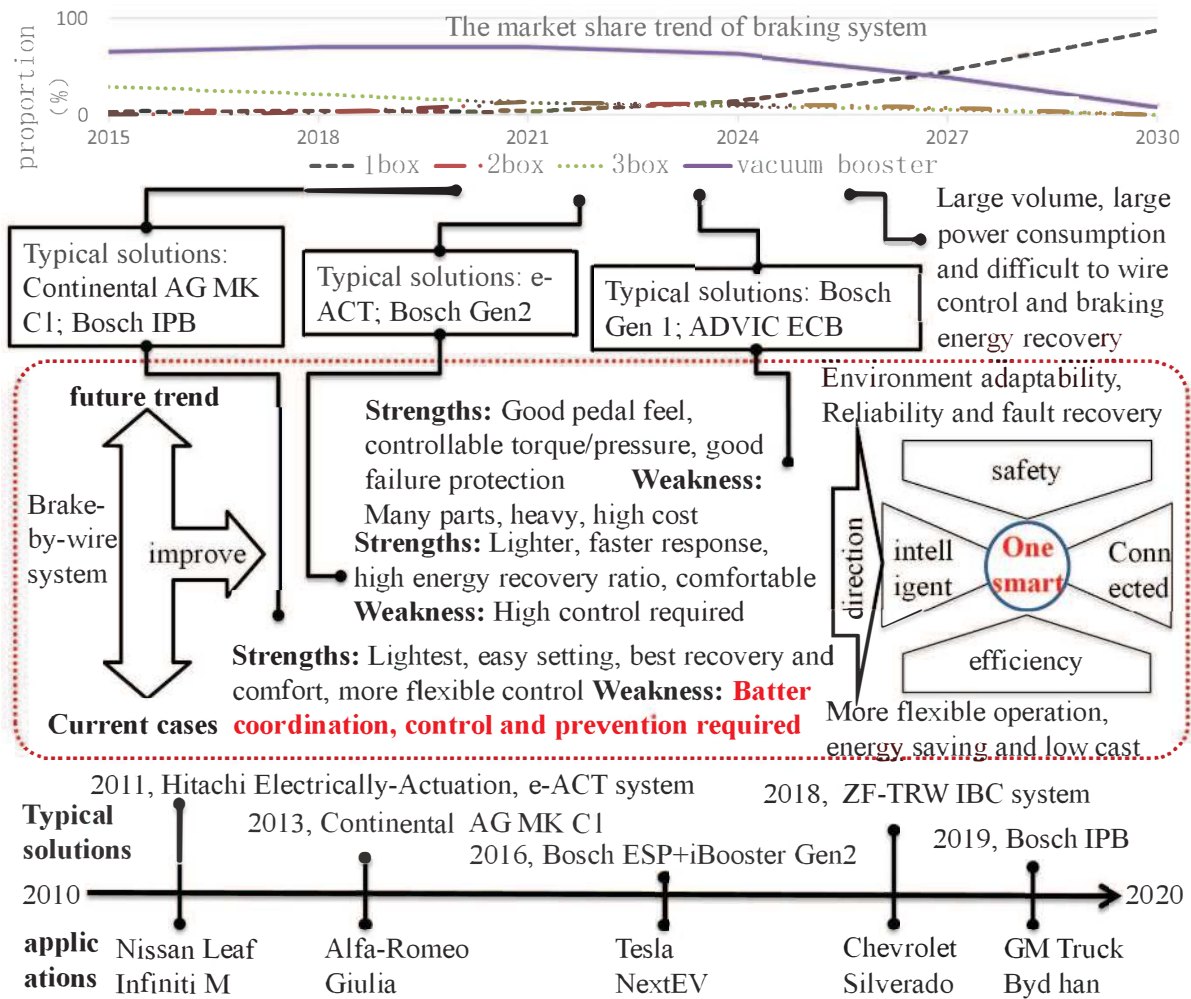 The market share trend of braking system
proportion
(%)
100
0
2015
2018
2021
2024
2027
2030
1box
2box
3box
vacuum booster
Typical solutions:
Continental AG MK
C1; Bosch IPB
Typical solutions: e-
ACT; Bosch Gen2
Typical solutions: Bosch
Gen 1; ADVIC ECB
Large volume, large
power consumption
and difficult to wire
control and braking
energy recovery
future trend
Brake-
by-wire
system
improve
Current cases
Strengths: Good pedal feel,
controllable torque/pressure, good
failure protection Weakness:
Many parts, heavy, high cost
Strengths: Lighter, faster response,
high energy recovery ratio, comfortable
Weakness: High control required
Strengths: Lightest, easy setting, best recovery and
comfort, more flexible control Weakness: Batter
coordination, control and prevention required
Environment adaptability,
Reliability and fault recovery
direction
safety
intell
igent
One
smart
Conn
ected
efficiency
More flexible operation,
energy saving and low cast
2011, Hitachi Electrically-Actuation, e-ACT system
2013, Continental AG MK C1
2016, Bosch ESP+iBooster Gen2
2018, ZF-TRW IBC system
2019, Bosch IPB
Typical
solutions
2010
2020
applic
ations
Nissan Leaf
Infiniti M
Alfa-Romeo
Giulia
Tesla
NextEV
Chevrolet
Silverado
GM Truck
Byd han